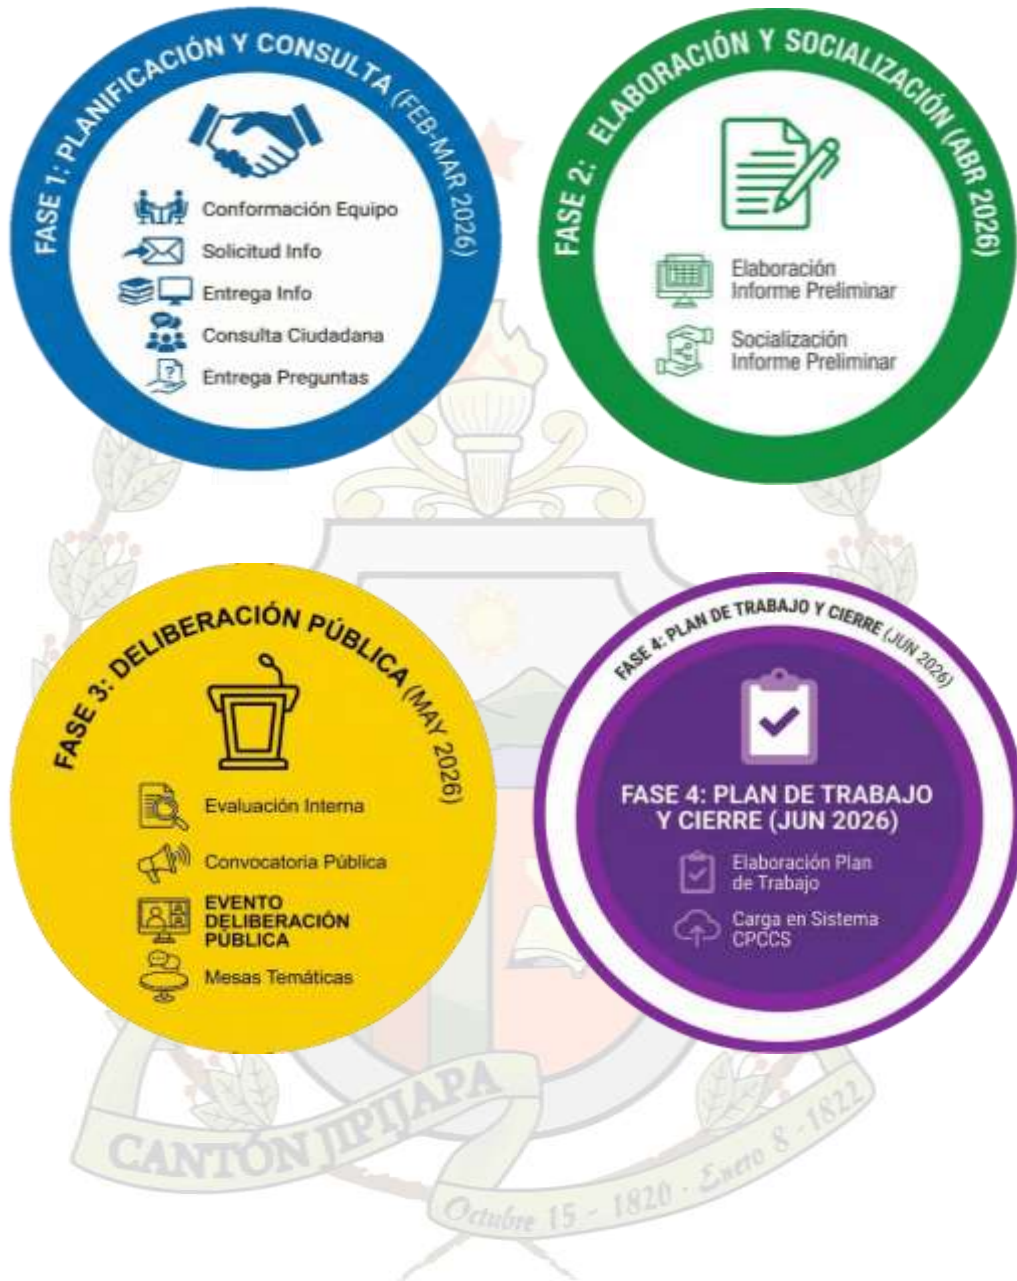 FASE 1: PLANIFICACIÓN Y CONSULTA (FEB-MAR 2026)
Conformación Equipo
Solicitud Info
Entrega Info
Consulta Ciudadana
Entrega Preguntas
FASE 2: ELABORACIÓN Y SOCIALIZACIÓN (ABR 2026)
Elaboración
Informe Preliminar
Socialización
Informe Preliminar
FASE 3: DELIBERACIÓN PÚBLICA (MAY 2026)
Evaluación Interna
Convocatoria Pública
EVENTO
DELIBERACIÓN
PÚBLICA
Mesas Temáticas
FASE 4: PLAN DE TRABAJO Y CIERRE (JUN 2026)
FASE 4: PLAN DE TRABAJO
Y CIERRE (JUN 2026)
Elaboración Plan
de Trabajo
Carga en Sistema
CPCCS
CANTÓN JIPIJAPA
Octubre 15 - 1820 - Enero 8 - 1822